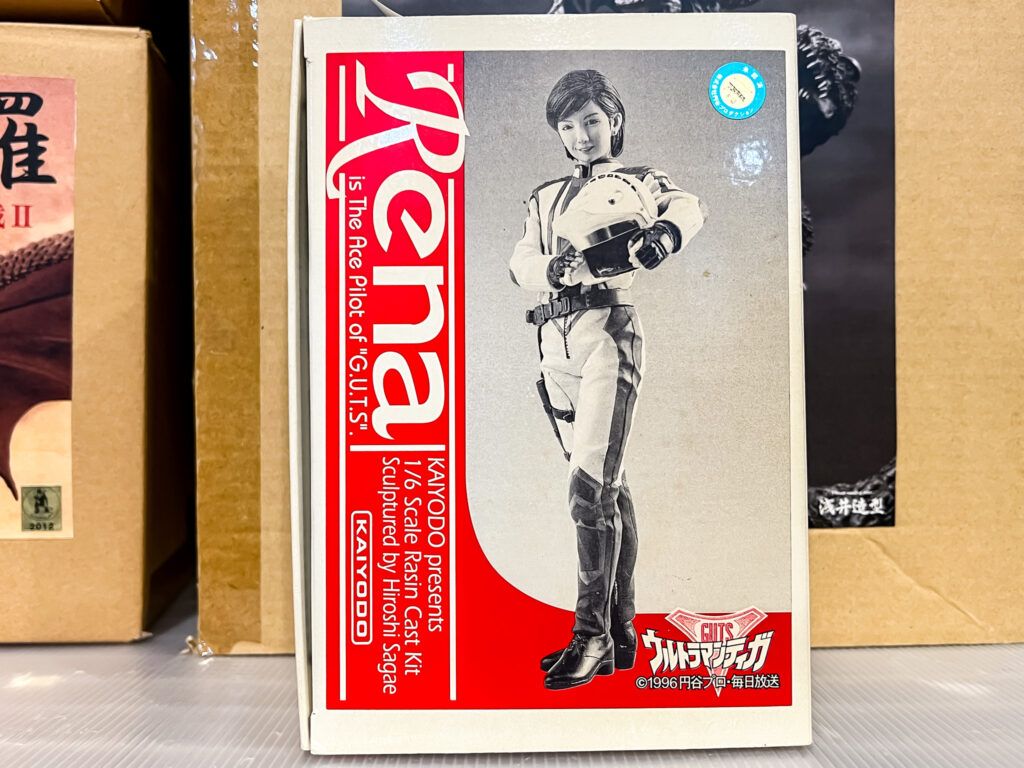 Rena
is The Ace Pilot of "G.U.T.S".
KAIYODO presents
1/6 Scale Rasin Cast Kit
Sculptured by Hiroshi Sagae
KAIYODO
GUTS
ウルトラマンティガ
©1996円谷プロ・毎日放送
羅
II
2012
浅井造型